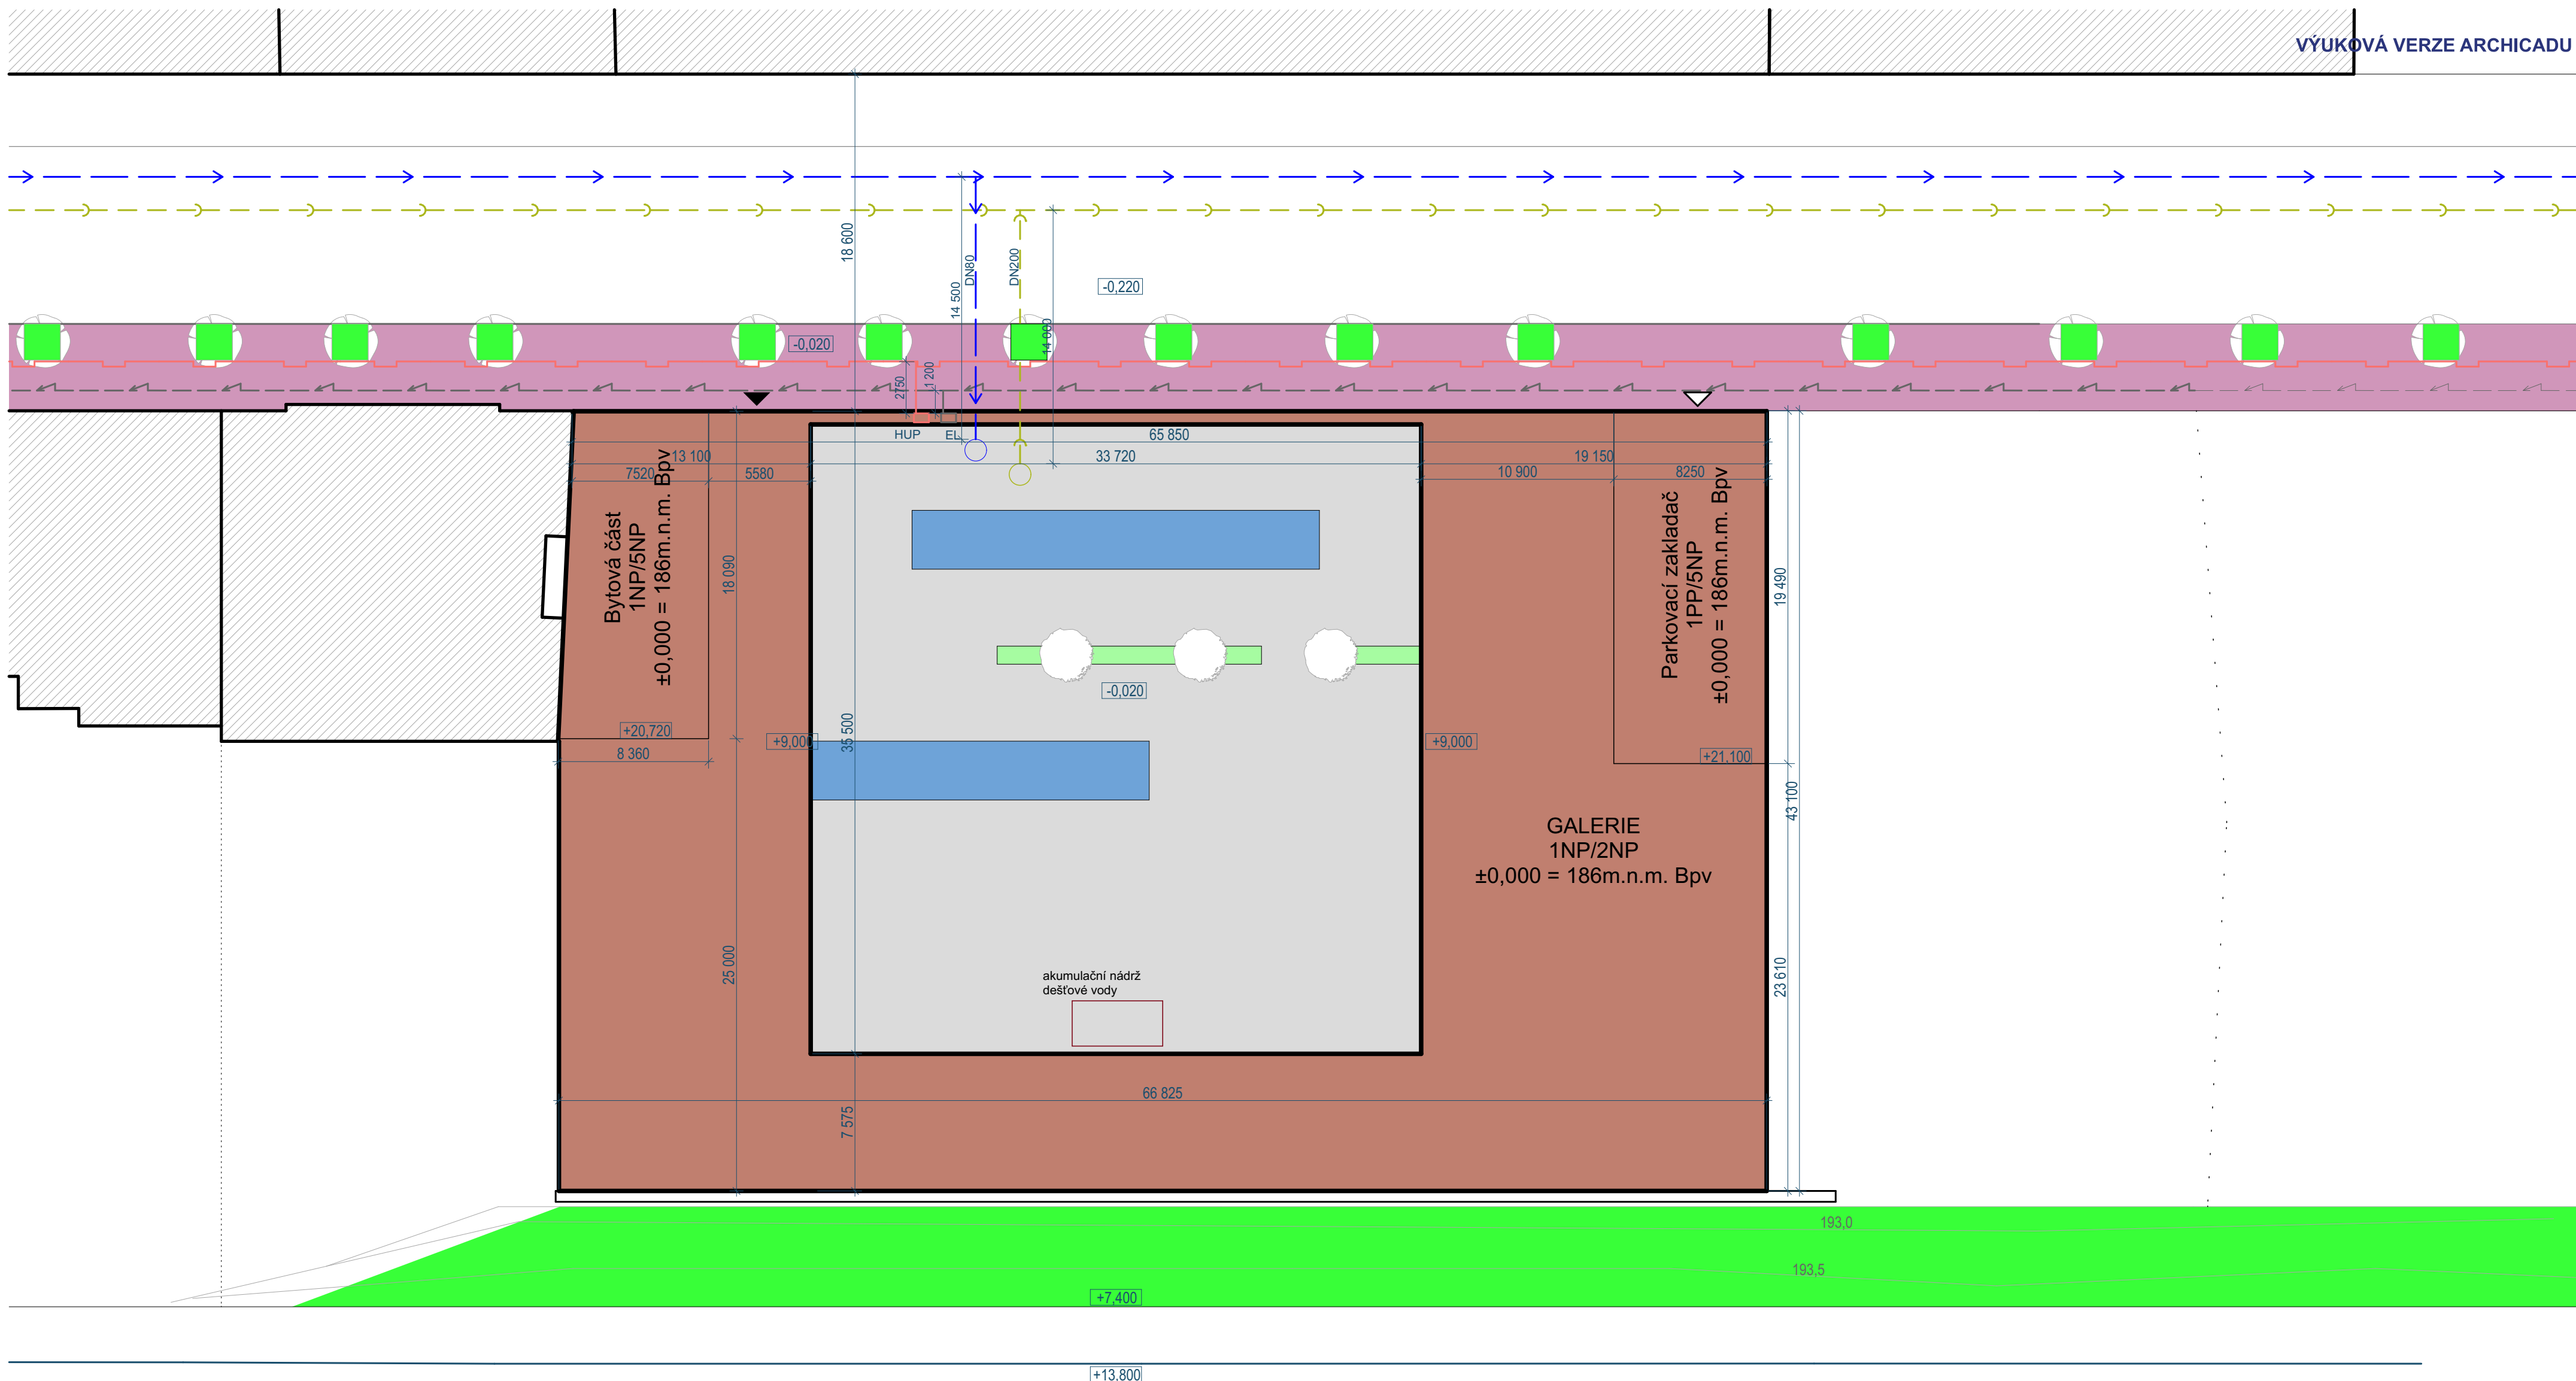 VÝUKOVÁ VERZE ARCHICADU
18 600
DN80
DN200
14 500
-0,220
14 000
-0,020
2750
1 200
HUP
EL
65 850
13 100
33 720
19 150
7520
5580
10 900
8250
Bytová část
1NP/5NP
±0,000 = 186m.n.m. Bpv
18 090
Parkovací zakladač
1PP/5NP
±0,000 = 186m.n.m. Bpv
19 490
-0,020
+20,720
+9,000
35 500
+9,000
8 360
+21,100
43 100
GALERIE
1NP/2NP
±0,000 = 186m.n.m. Bpv
25 000
23 610
akumulační nádrž
dešťové vody
66 825
7 575
193,0
193,5
+7,400
+13,800